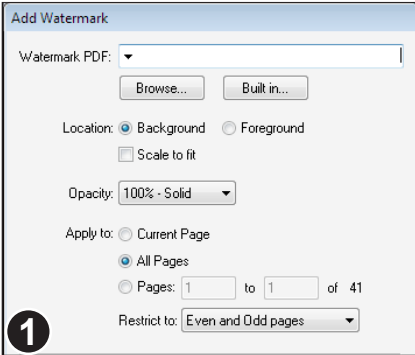 Add Watermark
Watermark PDF:
Browse... Built in...
Location: Background Foreground
Scale to fit
Opacity: 100% - Solid
Apply to: Current Page
All Pages
Pages: 1 to 1 of 41
Restrict to: Even and Odd pages
1